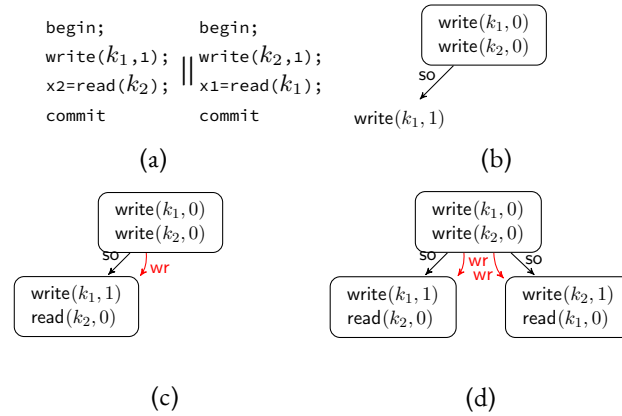 begin;
write(k₁,1);
x2=read(k₂);
commit
||
begin;
write(k₂,1);
x1=read(k₁);
commit
(a)
write(k₁, 0)
write(k₂, 0)
so
write(k₁, 1)
(b)
write(k₁, 0)
write(k₂, 0)
so
wr
write(k₁, 1)
read(k₂, 0)
(c)
write(k₁, 0)
write(k₂, 0)
so
wr
wr
so
write(k₁, 1)
read(k₂, 0)
write(k₂, 1)
read(k₁, 0)
(d)